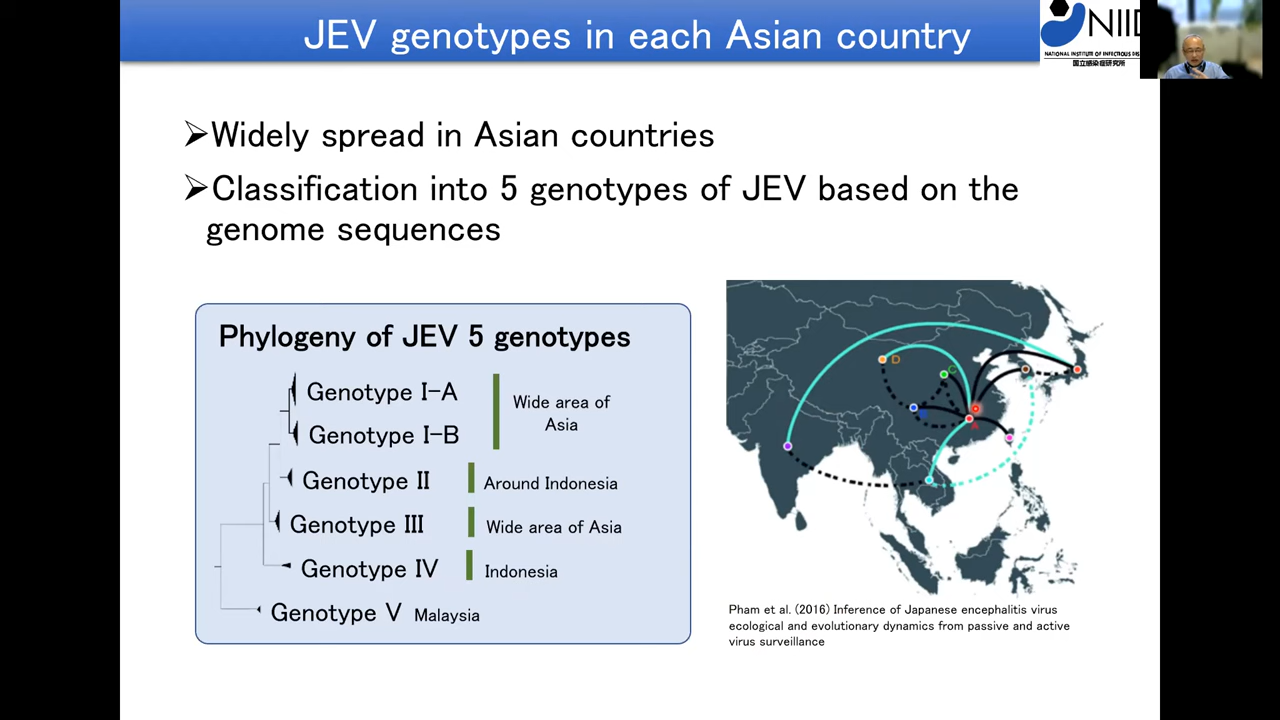 JEV genotypes in each Asian country
NIID
NATIONAL INSTITUTE OF INFECTIOUS DIS
国立感染症研究所
➢Widely spread in Asian countries
➢Classification into 5 genotypes of JEV based on the
genome sequences
Phylogeny of JEV 5 genotypes
Genotype I-A
Genotype I-B
Wide area of
Asia
Genotype II
Around Indonesia
Genotype III
Wide area of Asia
Genotype IV
Indonesia
Genotype V
Malaysia
D
C
A
Pham et al. (2016) Inference of Japanese encephalitis virus
ecological and evolutionary dynamics from passive and active
virus surveillance